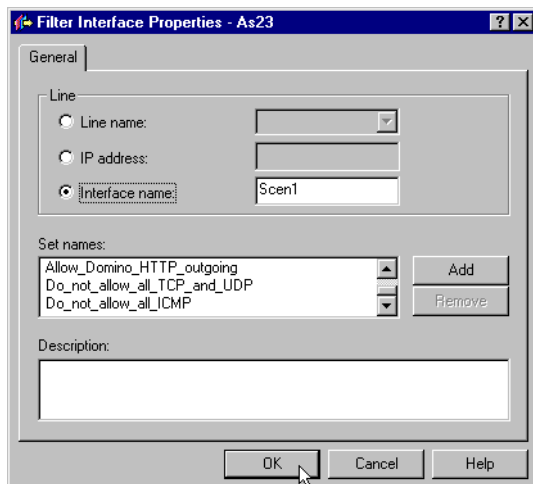 Filter Interface Properties - As23
General
Line
Line name:
IP address:
Interface name:
Scen1
Set names:
Allow_Domino_HTTP_outgoing
Do_not_allow_all_TCP_and_UDP
Do_not_allow_all_ICMP
Add
Remove
Description:
OK
Cancel
Help